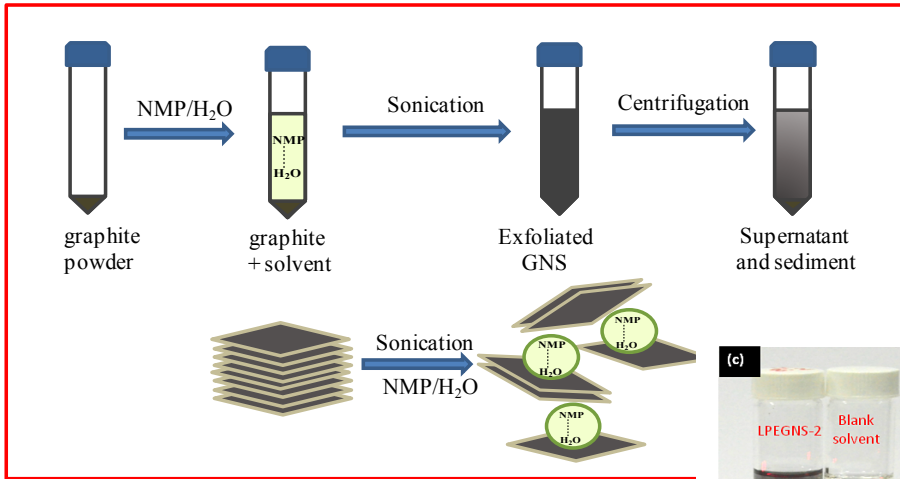 NMP/H₂O
Sonication
Centrifugation
NMP
H₂O
graphite
powder
graphite
+ solvent
Exfoliated
GNS
Supernatant
and sediment
Sonication
NMP/H₂O
NMP
H₂O
NMP
H₂O
NMP
H₂O
(c)
LPEGNS-2
Blank
solvent